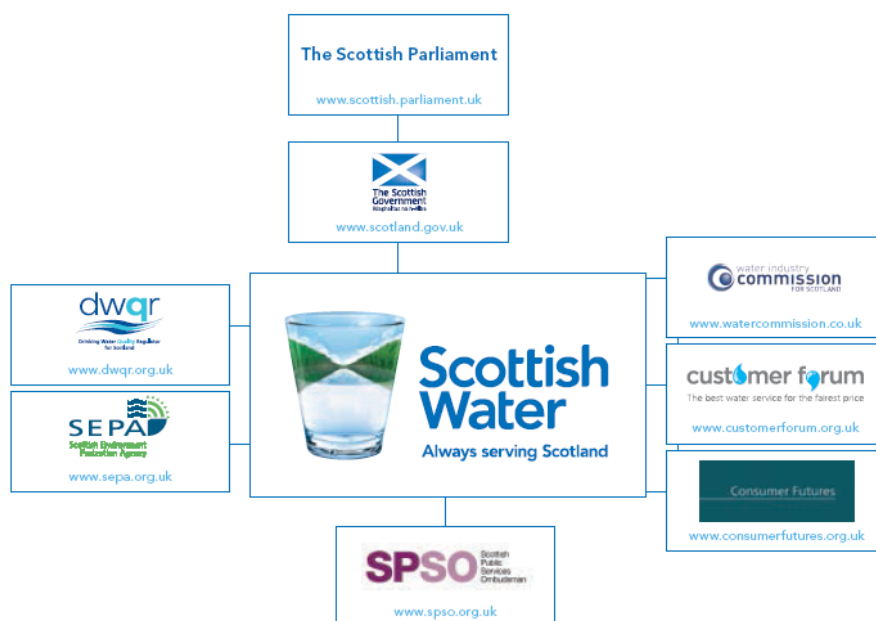 The Scottish Parliament
www.scottish.parliament.uk
The Scottish
Government
www.scotland.gov.uk
dwqr
Drinking Water Quality Regulator
for Scotland
www.dwqr.org.uk
SEPA
Scottish Environment
Protection Agency
www.sepa.org.uk
Scottish
Water
Always serving Scotland
water industry
commission
FOR SCOTLAND
www.watercommission.co.uk
customer forum
The best water service for the fairest price
www.customerforum.org.uk
Consumer Futures
www.consumerfutures.org.uk
SPSO
Scottish
Public
Services
Ombudsman
www.spso.org.uk